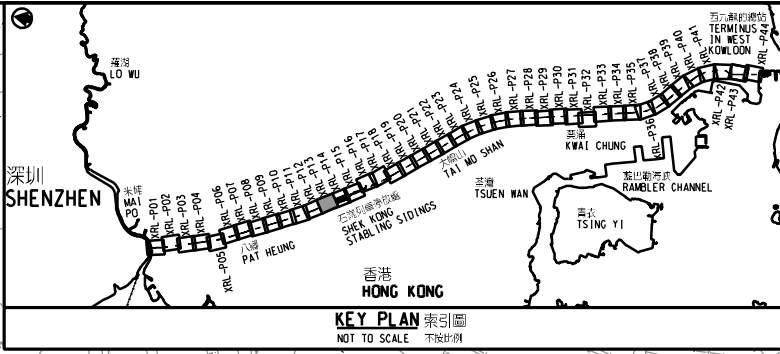 西九龍的總站
TERMINUS
IN WEST
KOWLOON
羅湖
LO WU
深圳
SHENZHEN
米埔
MAI
PO
XRL-P01
XRL-P02
XRL-P03
XRL-P04
XRL-P05
XRL-P06
XRL-P07
XRL-P08
XRL-P09
XRL-P10
XRL-P11
XRL-P12
XRL-P13
XRL-P14
XRL-P15
XRL-P16
XRL-P17
XRL-P18
XRL-P19
XRL-P20
XRL-P21
XRL-P22
XRL-P23
XRL-P24
XRL-P25
XRL-P26
XRL-P27
XRL-P28
XRL-P29
XRL-P30
XRL-P31
XRL-P32
XRL-P33
XRL-P34
XRL-P35
XRL-P36
XRL-P37
XRL-P38
XRL-P39
XRL-P40
XRL-P41
XRL-P42
XRL-P43
XRL-P44
八鄉
PAT HEUNG
石崗列車停放處
SHEK KONG
STABLING SIDINGS
大帽山
TAI MO SHAN
葵涌
KWAI CHUNG
荃灣
TSUEN WAN
藍巴勒海峽
RAMBLER CHANNEL
青衣
TSING YI
香港
HONG KONG
KEY PLAN 索引圖
NOT TO SCALE 不按比例